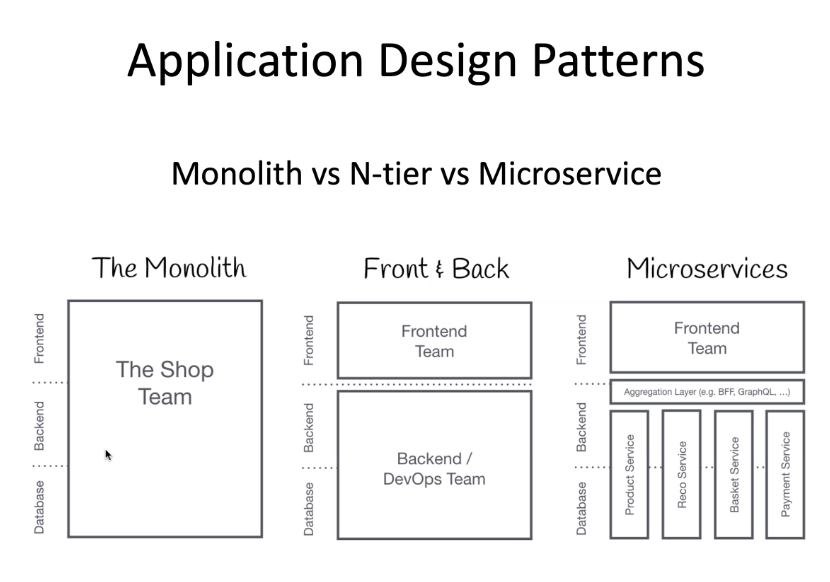 Application Design Patterns
Monolith vs N-tier vs Microservice
The Monolith
Frontend
Backend
Database
The Shop
Team
Front & Back
Frontend
Backend
Database
Frontend
Team
Backend /
DevOps Team
Microservices
Frontend
Backend
Database
Frontend
Team
Aggregation Layer (e.g. BFF, GraphQL, ...)
Product Service
Reco Service
Basket Service
Payment Service